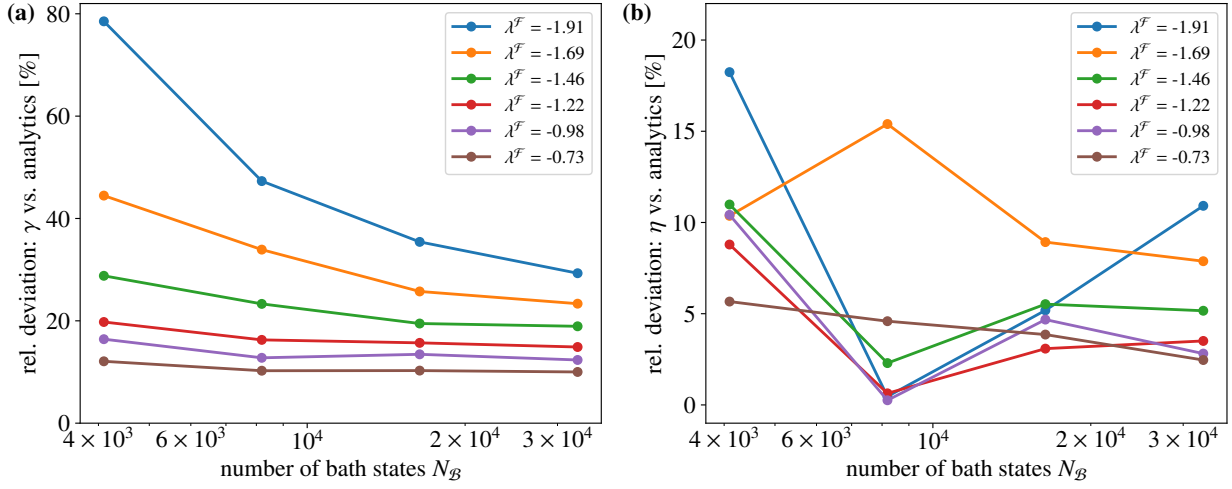 (a)
rel. deviation: γ vs. analytics [%]
80
60
40
20
0
λ^ℱ = -1.91
λ^ℱ = -1.69
λ^ℱ = -1.46
λ^ℱ = -1.22
λ^ℱ = -0.98
λ^ℱ = -0.73
4 × 10³ 6 × 10³ 10⁴ 2 × 10⁴ 3 × 10⁴
number of bath states N_ℬ
(b)
rel. deviation: η vs. analytics [%]
20
15
10
5
0
λ^ℱ = -1.91
λ^ℱ = -1.69
λ^ℱ = -1.46
λ^ℱ = -1.22
λ^ℱ = -0.98
λ^ℱ = -0.73
4 × 10³ 6 × 10³ 10⁴ 2 × 10⁴ 3 × 10⁴
number of bath states N_ℬ